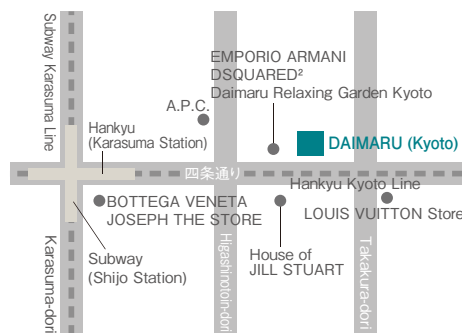 Subway Karasuma Line
EMPORIO ARMANI
DSQUARED²
Daimaru Relaxing Garden Kyoto
A.P.C.
Hankyu
(Karasuma Station)
DAIMARU (Kyoto)
四条通り
Hankyu Kyoto Line
BOTTEGA VENETA
JOSEPH THE STORE
LOUIS VUITTON Store
Karasuma-dori
Subway
(Shijo Station)
Higashinotoin-dori
House of
JILL STUART
Takakura-dori